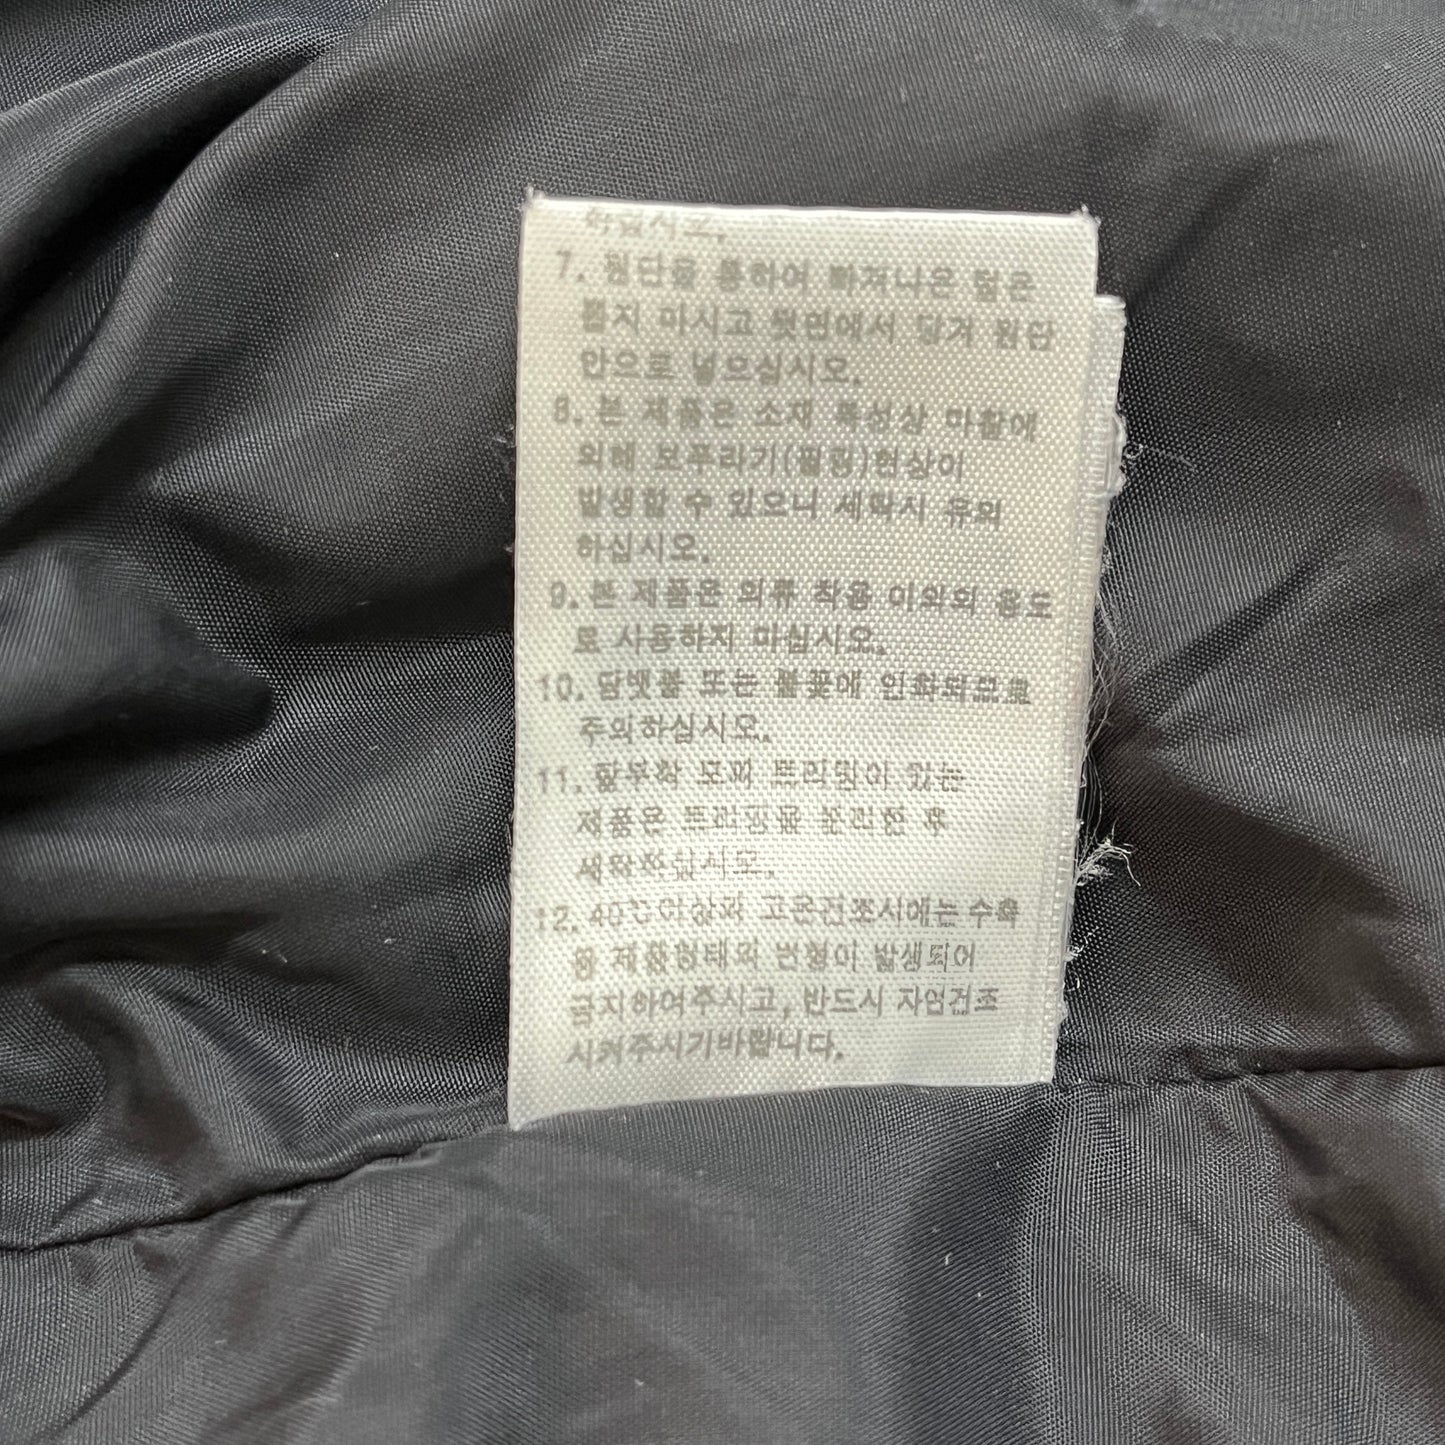 하십시오.
7. 원단을 통하여 빠져나온 털은
뽑지 마시고 뒷면에서 당겨 원단
안으로 넣으십시오.
8. 본 제품은 소재 특성상 마찰에
의해 보푸라기(필링)현상이
발생할 수 있으니 세탁시 유의
하십시오.
9. 본 제품은 의류 착용 이외의 용도
로 사용하지 마십시오.
10. 담뱃불 또는 불꽃에 인화되므로
주의하십시오.
11. 탈부착 모피 트리밍이 있는
제품은 트리밍을 분리한 후
세탁하십시오.
12. 40℃이상과 고온건조시에는 수축
및 제품형태의 변형이 발생되어
금지하여주시고, 반드시 자연건조
시켜주시기바랍니다.